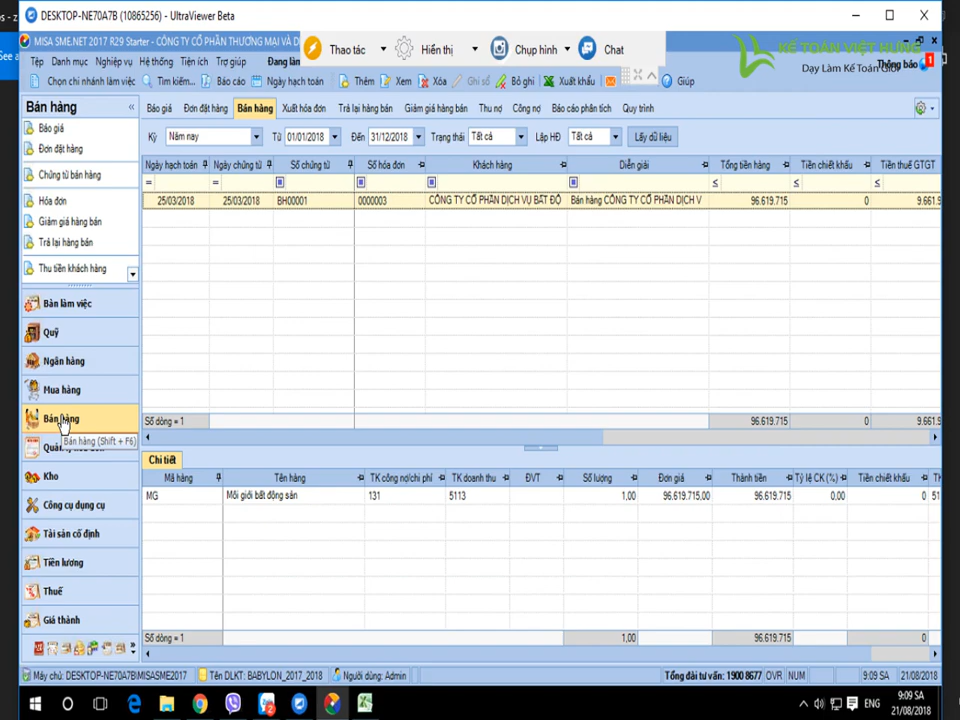 DESKTOP-NE70A7B (10865256) - UltraViewer Beta
MISA SME.NET 2017 R29 Starter - CÔNG TY CỔ PHẦN THƯƠNG MẠI VÀ D
Thao tác
Hiển thị
Chụp hình
Chat
KẾ TOÁN VIỆT HƯNG
Dạy Làm Kế Toán Giỏi
Thông báo
1
Tệp Danh mục Nghiệp vụ Hệ thống Tiện ích Trợ giúp Đang làm
Chọn chi nhánh làm việc Tìm kiếm... Báo cáo Ngày hạch toán Thêm Xem Xóa Ghi sổ Bỏ ghi Xuất khẩu Giúp
Bán hàng
Báo giá Đơn đặt hàng Bán hàng Xuất hóa đơn Trả lại hàng bán Giảm giá hàng bán Thu nợ Công nợ Báo cáo phân tích Quy trình
Kỳ Năm nay Từ 01/01/2018 Đến 31/12/2018 Trạng thái Tất cả Lập HĐ Tất cả Lấy dữ liệu
Ngày hạch toán Ngày chứng từ Số chứng từ Số hóa đơn Khách hàng Diễn giải Tổng tiền hàng Tiền chiết khấu Tiền thuế GTGT
= = ≤ ≤ ≤
25/03/2018 25/03/2018 BH00001 0000003 CÔNG TY CỔ PHẦN DỊCH VỤ BẤT ĐỘ Bán hàng CÔNG TY CỔ PHẦN DỊCH V 96.619.715 0 9.661.9
Số dòng = 1 96.619.715 0 9.661.9
Báo giá
Đơn đặt hàng
Chứng từ bán hàng
Hóa đơn
Giảm giá hàng bán
Trả lại hàng bán
Thu tiền khách hàng
Bàn làm việc
Quỹ
Ngân hàng
Mua hàng
Bán hàng
Bán hàng (Shift + F6)
Kho
Công cụ dụng cụ
Tài sản cố định
Tiền lương
Thuế
Giá thành
Chi tiết
Mã hàng Tên hàng TK công nợ/chi phí TK doanh thu ĐVT Số lượng Đơn giá Thành tiền Tỷ lệ CK (%) Tiền chiết khấu
MG Môi giới bất động sản 131 5113 1,00 96.619.715,00 96.619.715 0,00 0 51
Số dòng = 1 1,00 96.619.715 0
Máy chủ: DESKTOP-NE70A7B\MISASME2017 Tên DLKT: BABYLON_2017_2018 Người dùng: Admin Tổng đài tư vấn: 1900 8677 OVR NUM 9:09 SA 21/08/2018
ENG
9:09 SA
21/08/2018